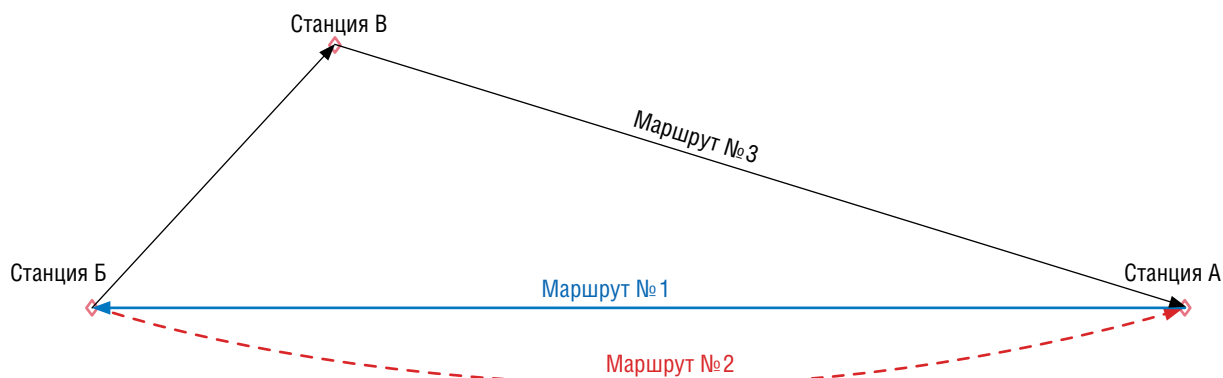 Станция В
Маршрут №3
Станция Б
Станция А
Маршрут №1
Маршрут №2